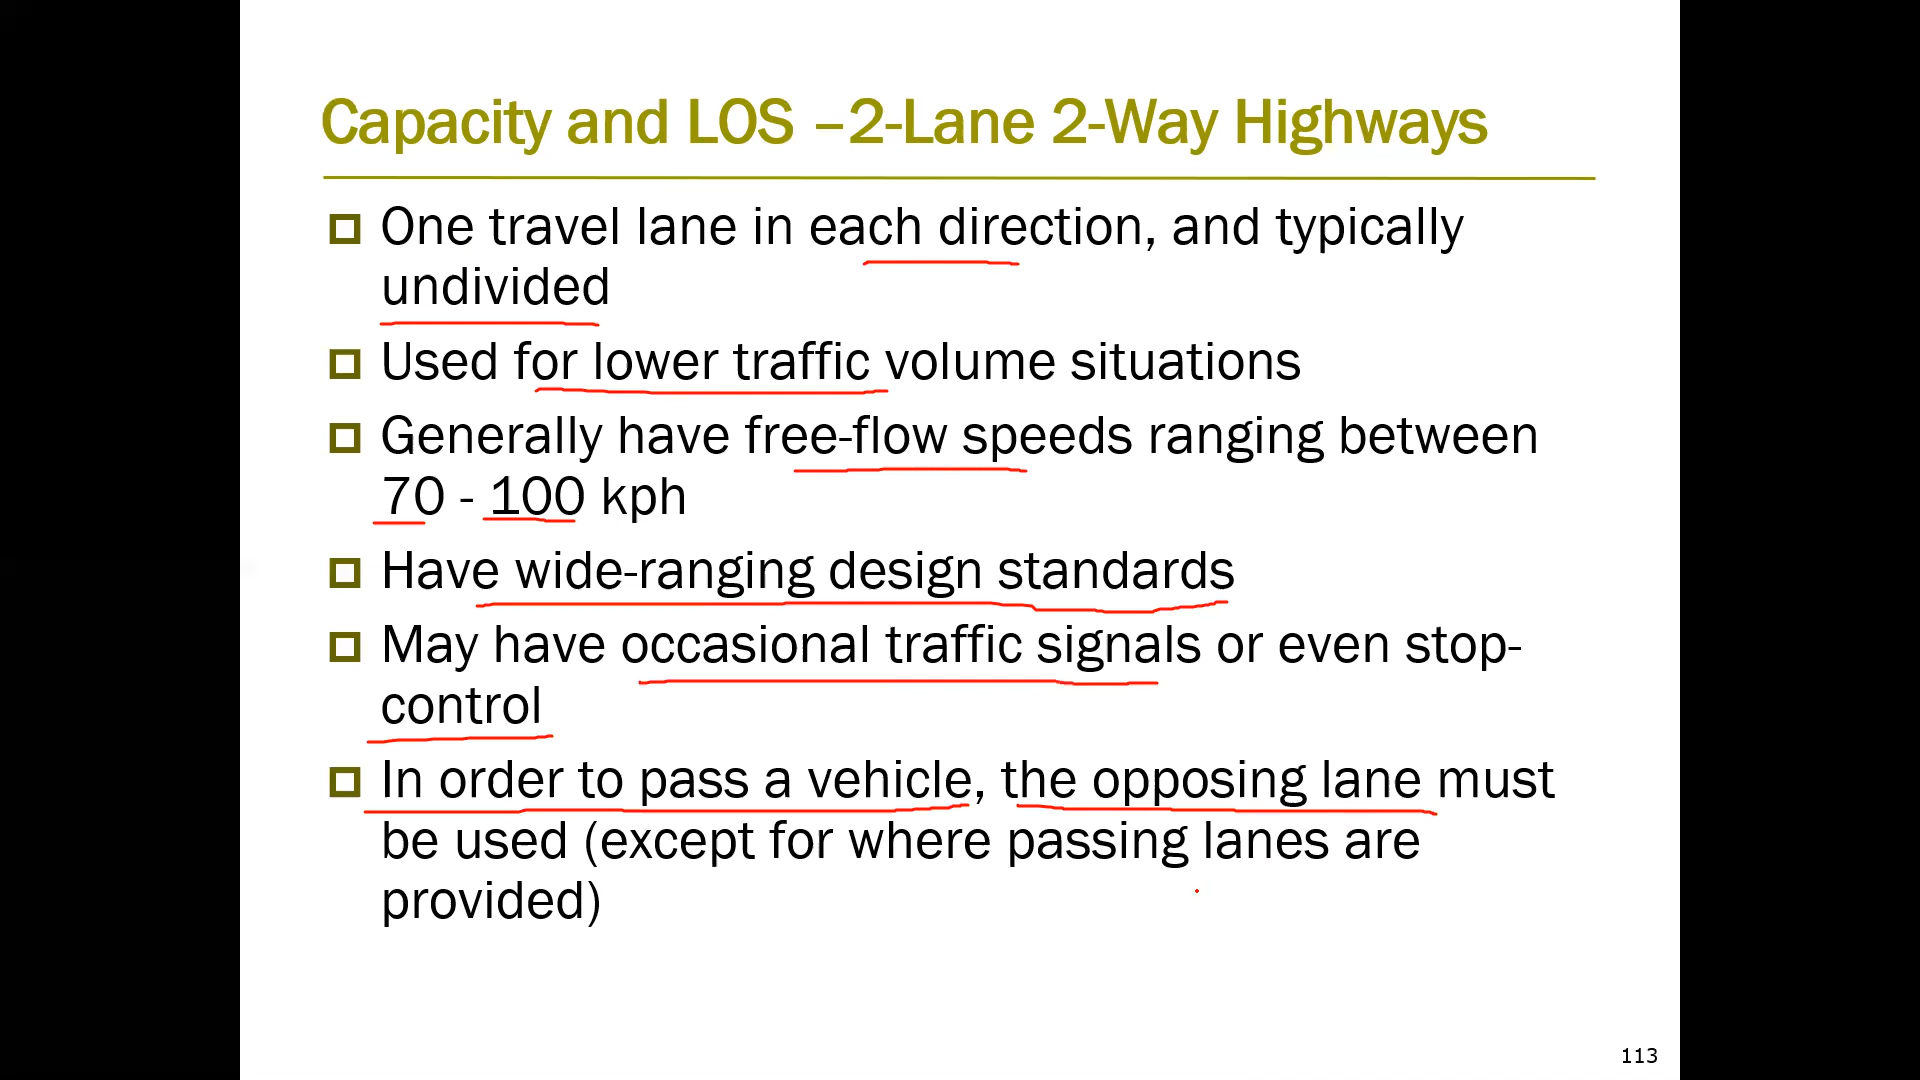 Capacity and LOS –2-Lane 2-Way Highways
One travel lane in each direction, and typically
undivided
Used for lower traffic volume situations
Generally have free-flow speeds ranging between
70 - 100 kph
Have wide-ranging design standards
May have occasional traffic signals or even stop-
control
In order to pass a vehicle, the opposing lane must
be used (except for where passing lanes are
provided)
113